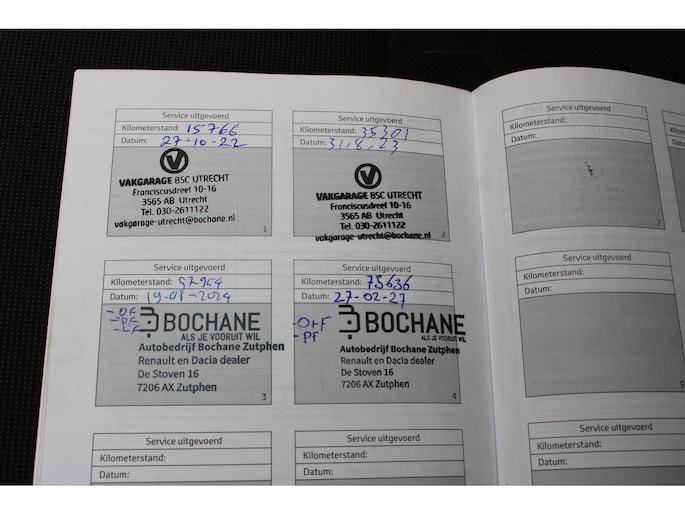 Service uitgevoerd
Kilometerstand: 15766
Datum: 27-10-22
VAKGARAGE BSC UTRECHT
Franciscusdreef 10-16
3565 AB Utrecht
Tel. 030-2611122
vakgarage-utrecht@bochane.nl
1
Service uitgevoerd
Kilometerstand: 35301
Datum: 31,8,23
VAKGARAGE BSC UTRECHT
Franciscusdreef 10-16
3565 AB Utrecht
Tel. 030-2611122
vakgarage-utrecht@bochane.nl
2
Service uitgevoerd
Kilometerstand: 57954
Datum: 19-08-2024
BOCHANE
ALS JE VOORUIT WIL
Autobedrijf Bochane Zutphen
Renault en Dacia dealer
De Stoven 16
7206 AX Zutphen
3
Service uitgevoerd
Kilometerstand: 75636
Datum: 27-02-27
-PF
BOCHANE
ALS JE VOORUIT WIL
Autobedrijf Bochane Zutphen
Renault en Dacia dealer
De Stoven 16
7206 AX Zutphen
4
Service uitgevoerd
Kilometerstand:
Datum:
Service uitgevoerd
Kilometerstand:
Datum:
Service uitgevoerd
Kilometerstand:
Datum:
7
Service uitgevoerd
Kilometerstand:
Datum:
9
Service uitgevoerd
Kilometerstand:
Datum: